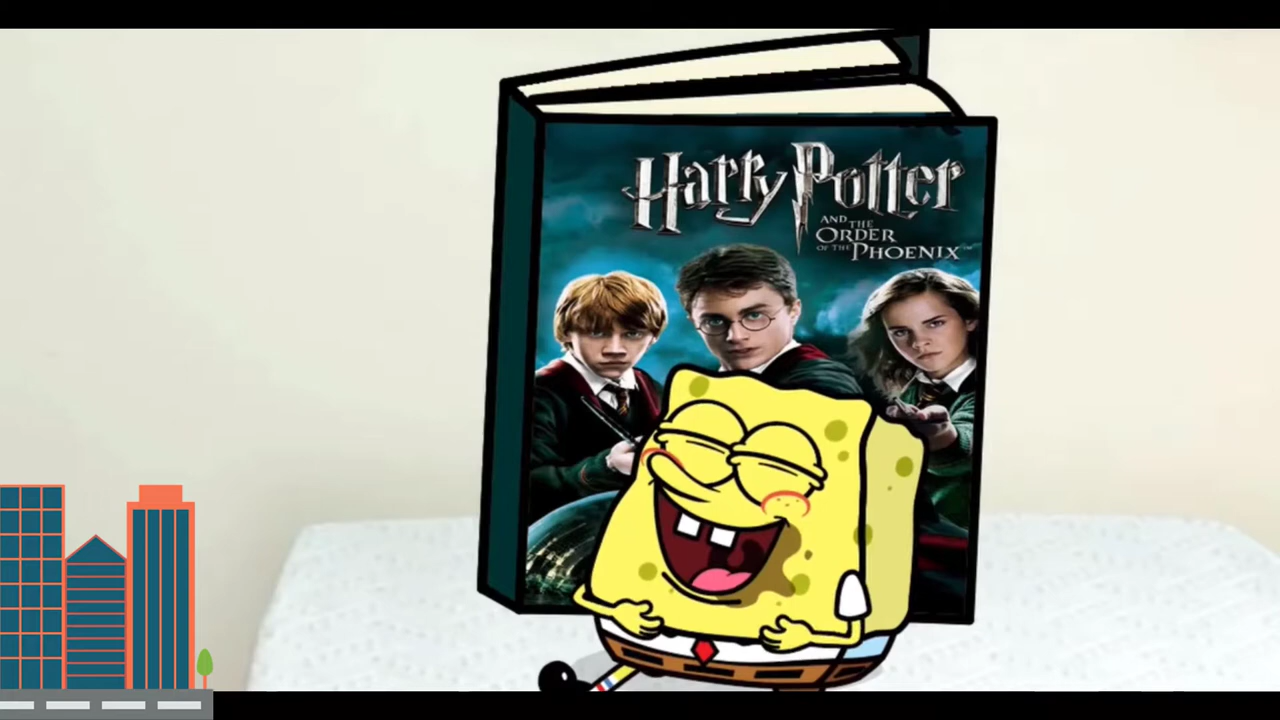 Harry Potter
AND THE
ORDER
OF THE PHOENIX